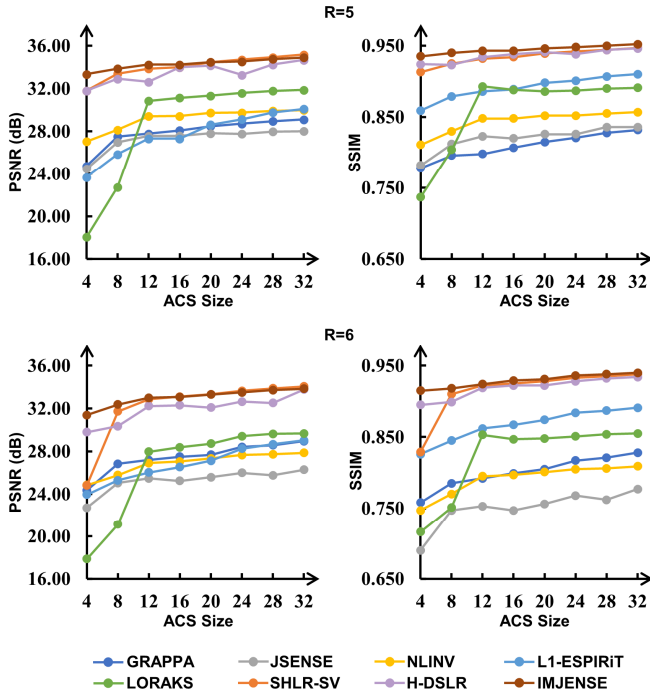 R=5
PSNR (dB)
36.00
32.00
28.00
24.00
20.00
16.00
4 8 12 16 20 24 28 32
ACS Size
SSIM
0.950
0.850
0.750
0.650
4 8 12 16 20 24 28 32
ACS Size
R=6
PSNR (dB)
36.00
32.00
28.00
24.00
20.00
16.00
4 8 12 16 20 24 28 32
ACS Size
SSIM
0.950
0.850
0.750
0.650
4 8 12 16 20 24 28 32
ACS Size
GRAPPA JSENSE NLINV L1-ESPIRiT
LORAKS SHLR-SV H-DSLR IMJENSE